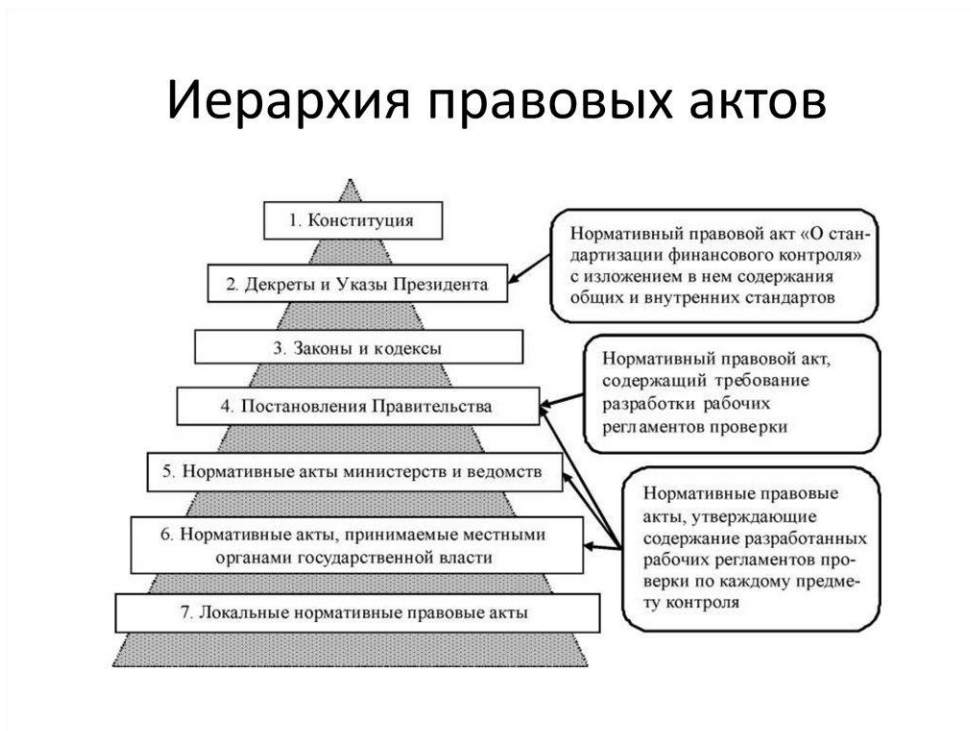 Иерархия правовых актов
1. Конституция
2. Декреты и Указы Президента
3. Законы и кодексы
4. Постановления Правительства
5. Нормативные акты министерств и ведомств
6. Нормативные акты, принимаемые местными
органами государственной власти
7. Локальные нормативные правовые акты
Нормативный правовой акт «О стан-
дартизации финансового контроля»
с изложением в нем содержания
общих и внутренних стандартов
Нормативный правовой акт,
содержащий требование
разработки рабочих
регламентов проверки
Нормативные правовые
акты, утверждающие
содержание разработанных
рабочих регламентов про-
верки по каждому предме-
ту контроля